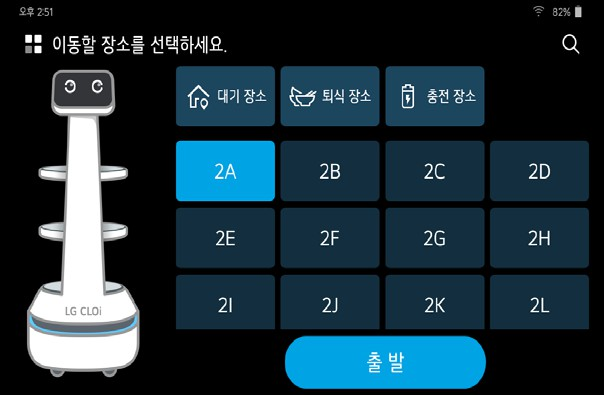 오후 2:51
82%
이동할 장소를 선택하세요.
대기 장소
퇴식 장소
충전 장소
2A 2B 2C 2D
2E 2F 2G 2H
2I 2J 2K 2L
LG CLOi
출 발